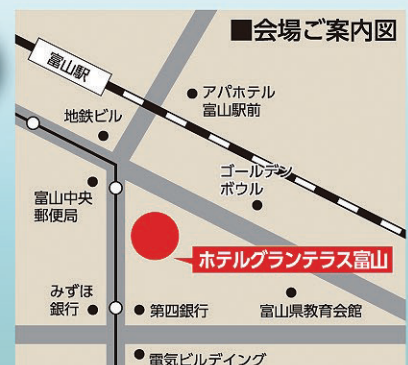 ■会場ご案内図
富山駅
アパホテル
富山駅前
地鉄ビル
ゴールデン
ボウル
富山中央
郵便局
ホテルグランテラス富山
みずほ
銀行
第四銀行
富山県教育会館
電気ビルデイング